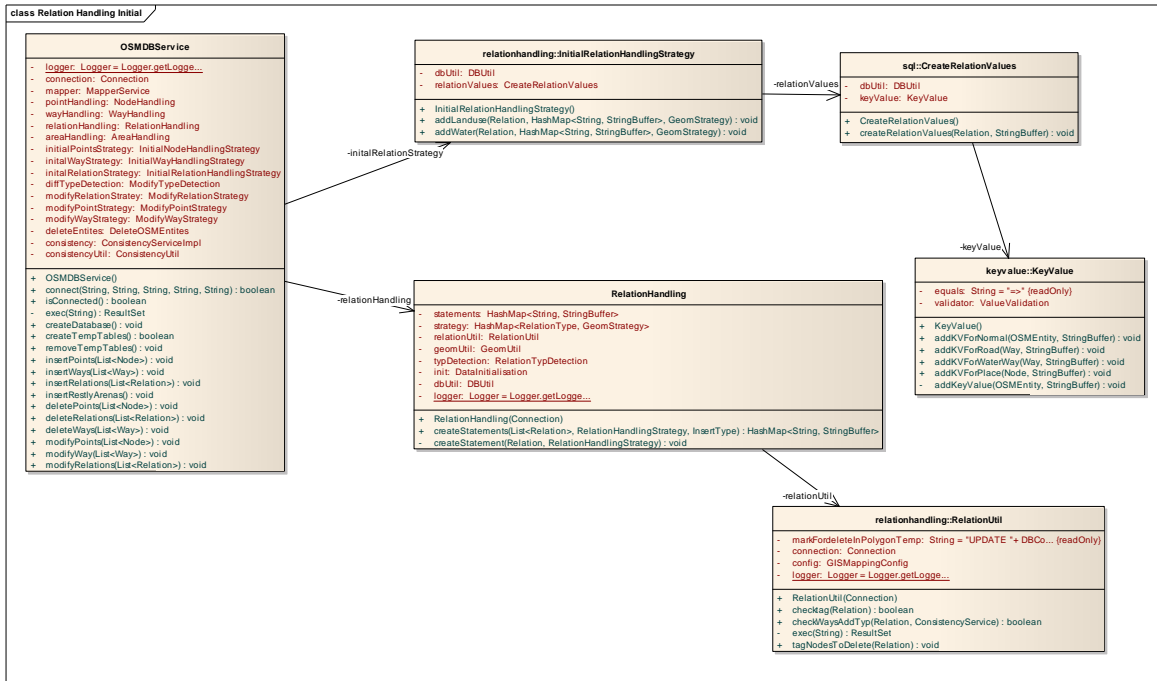 class Relation Handling Initial
OSMDBService
- logger: Logger = Logger.getLogge...
- connection: Connection
- mapper: MapperService
- pointHandling: NodeHandling
- wayHandling: WayHandling
- relationHandling: RelationHandling
- areaHandling: AreaHandling
- initialPointsStrategy: InitialNodeHandlingStrategy
- initalWayStrategy: InitialWayHandlingStrategy
- initalRelationStrategy: InitialRelationHandlingStrategy
- diffTypeDetection: ModifyTypeDetection
- modifyRelationStratey: ModifyRelationStrategy
- modifyPointStrategy: ModifyPointStrategy
- modifyWayStrategy: ModifyWayStrategy
- deleteEntites: DeleteOSMEntites
- consistency: ConsistencyServiceImpl
- consistencyUtil: ConsistencyUtil
+ OSMDBService()
+ connect(String, String, String, String, String) : boolean
+ isConnected() : boolean
- exec(String) : ResultSet
+ createDatabase() : void
+ createTempTables() : boolean
+ removeTempTables() : void
+ insertPoints(List<Node>) : void
+ insertWays(List<Way>) : void
+ insertRelations(List<Relation>) : void
+ insertRestlyArenas() : void
+ deletePoints(List<Node>) : void
+ deleteRelations(List<Relation>) : void
+ deleteWays(List<Way>) : void
+ modifyPoints(List<Node>) : void
+ modifyWay(List<Way>) : void
+ modifyRelations(List<Relation>) : void
-initalRelationStrategy
-relationHandling
relationhandling::InitialRelationHandlingStrategy
- dbUtil: DBUtil
- relationValues: CreateRelationValues
+ InitialRelationHandlingStrategy()
+ addLanduse(Relation, HashMap<String, StringBuffer>, GeomStrategy) : void
+ addWater(Relation, HashMap<String, StringBuffer>, GeomStrategy) : void
-relationValues
sql::CreateRelationValues
- dbUtil: DBUtil
- keyValue: KeyValue
+ CreateRelationValues()
+ createRelationValues(Relation, StringBuffer) : void
-keyValue
keyvalue::KeyValue
- equals: String = "=>" {readOnly}
- validator: ValueValidation
+ KeyValue()
+ addKVForNormal(OSMEntity, StringBuffer) : void
+ addKVForRoad(Way, StringBuffer) : void
+ addKVForWaterWay(Way, StringBuffer) : void
+ addKVForPlace(Node, StringBuffer) : void
- addKeyValue(OSMEntity, StringBuffer) : void
RelationHandling
- statements: HashMap<String, StringBuffer>
- strategy: HashMap<RelationType, GeomStrategy>
- relationUtil: RelationUtil
- geomUtil: GeomUtil
- typDetection: RelationTypDetection
- init: DataInitialisation
- dbUtil: DBUtil
- logger: Logger = Logger.getLogge...
+ RelationHandling(Connection)
+ createStatements(List<Relation>, RelationHandlingStrategy, InsertType) : HashMap<String, StringBuffer>
- createStatement(Relation, RelationHandlingStrategy) : void
-relationUtil
relationhandling::RelationUtil
- markFordeleteInPolygonTemp: String = "UPDATE "+ DBCo... {readOnly}
- connection: Connection
- config: GISMappingConfig
- logger: Logger = Logger.getLogge...
+ RelationUtil(Connection)
+ checktag(Relation) : boolean
+ checkWaysAddTyp(Relation, ConsistencyService) : boolean
- exec(String) : ResultSet
+ tagNodesToDelete(Relation) : void